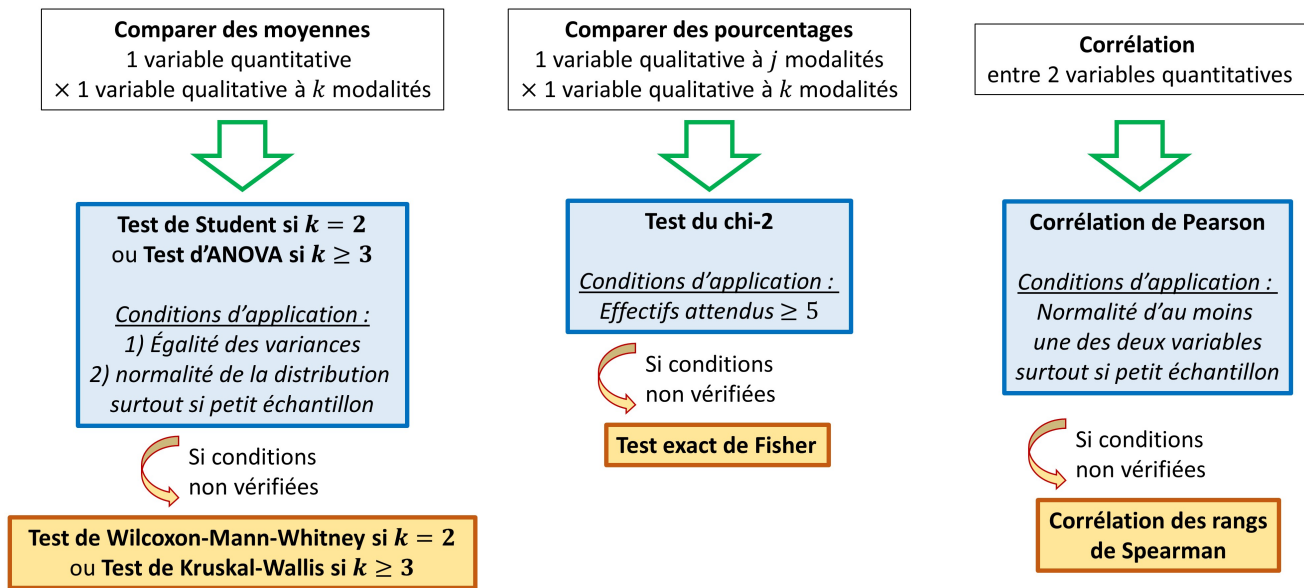 Comparer des moyennes
1 variable quantitative
× 1 variable qualitative à k modalités
Test de Student si k = 2
ou Test d’ANOVA si k ≥ 3
Conditions d’application :
1) Égalité des variances
2) normalité de la distribution
surtout si petit échantillon
Si conditions
non vérifiées
Test de Wilcoxon-Mann-Whitney si k = 2
ou Test de Kruskal-Wallis si k ≥ 3
Comparer des pourcentages
1 variable qualitative à j modalités
× 1 variable qualitative à k modalités
Test du chi-2
Conditions d’application :
Effectifs attendus ≥ 5
Si conditions
non vérifiées
Test exact de Fisher
Corrélation
entre 2 variables quantitatives
Corrélation de Pearson
Conditions d’application :
Normalité d’au moins
une des deux variables
surtout si petit échantillon
Si conditions
non vérifiées
Corrélation des rangs
de Spearman